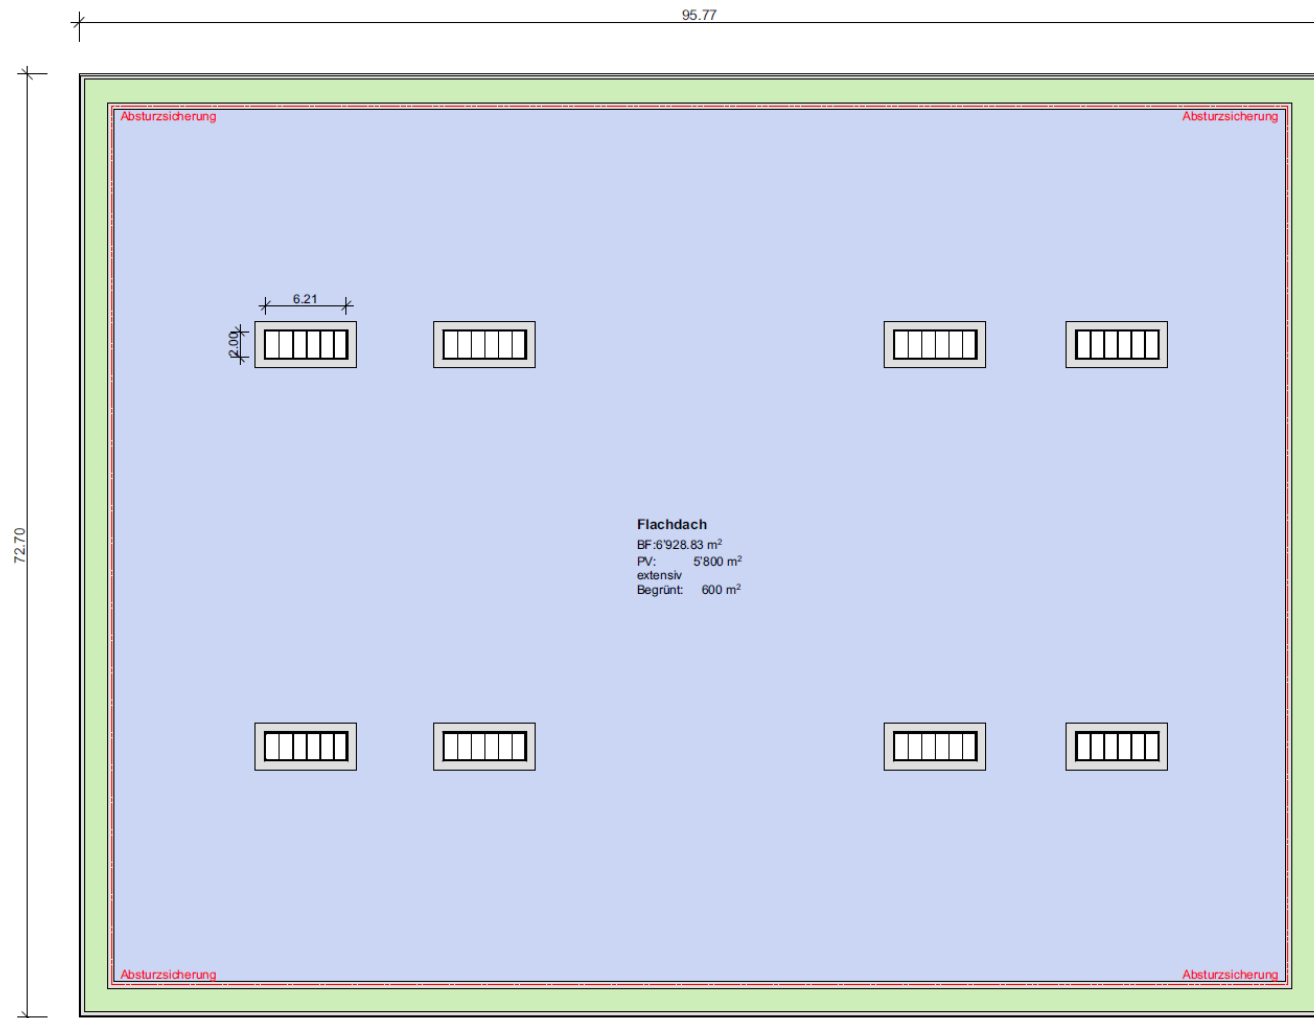 95.77
Absturzsicherung Absturzsicherung
6.21
2.00
72.70
Flachdach
BF:6'928.83 m²
PV: 5'800 m²
extensiv
Begrünt: 600 m²
Absturzsicherung Absturzsicherung